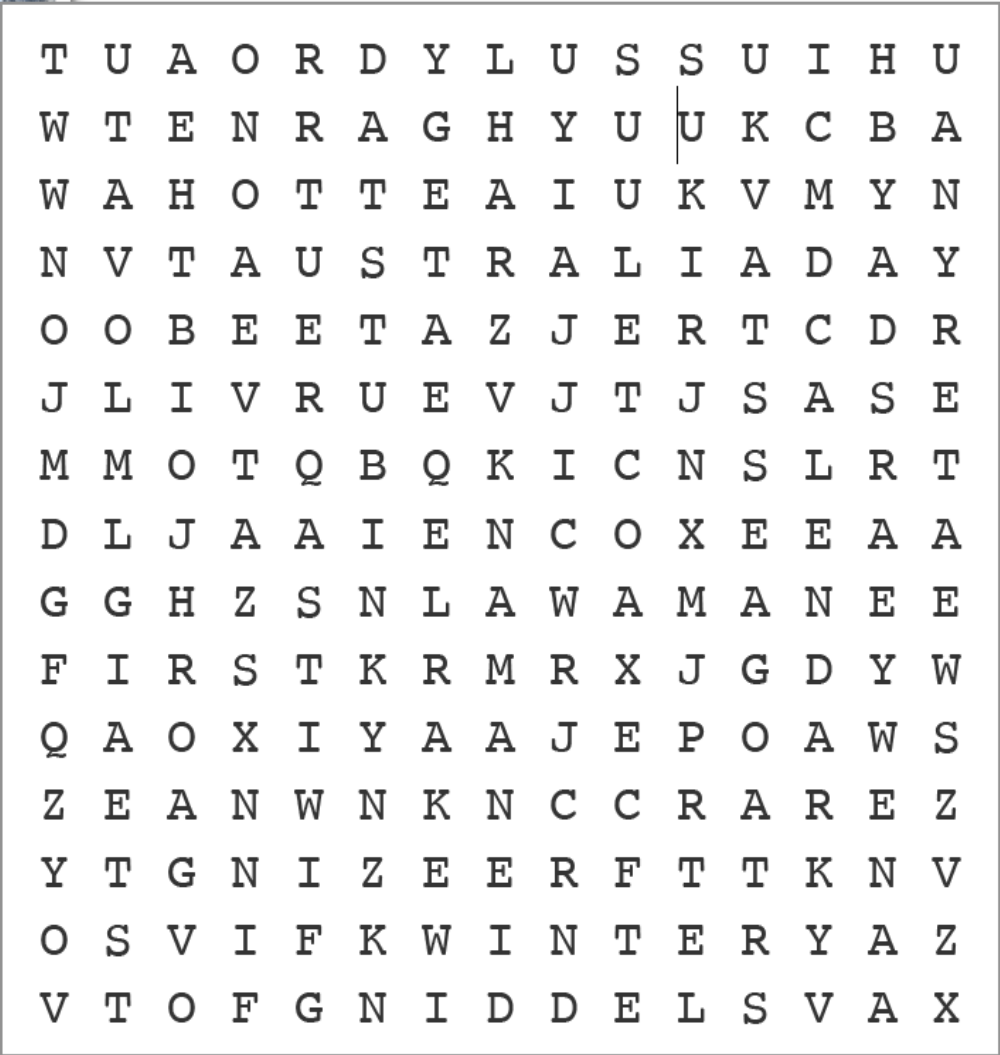 T U A O R D Y L U S S U I H U
W T E N R A G H Y U U K C B A
W A H O T T E A I U K V M Y N
N V T A U S T R A L I A D A Y
O O B E E T A Z J E R T C D R
J L I V R U E V J T J S A S E
M M O T Q B Q K I C N S L R T
D L J A A I E N C O X E E A A
G G H Z S N L A W A M A N E E
F I R S T K R M R X J G D Y W
Q A O X I Y A A J E P O A W S
Z E A N W N K N C C R A R E Z
Y T G N I Z E E R F T T K N V
O S V I F K W I N T E R Y A Z
V T O F G N I D D E L S V A X